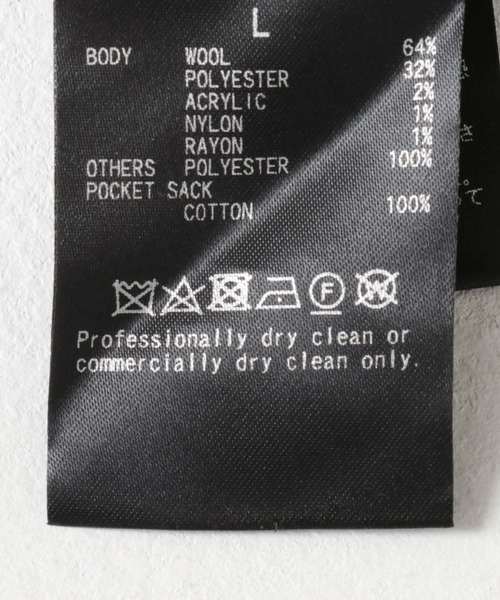 L
BODY WOOL 64%
POLYESTER 32%
ACRYLIC 2%
NYLON 1%
RAYON 1%
OTHERS POLYESTER 100%
POCKET SACK
COTTON 100%
F W
Professionally dry clean or
commercially dry clean only.